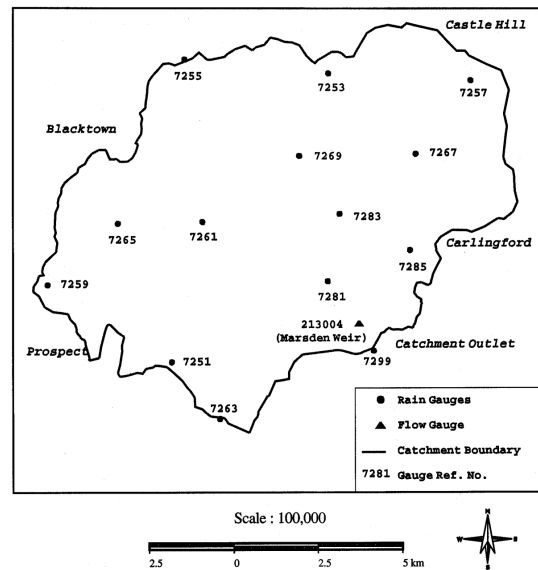 Castle Hill
7255
7253
7257
Blacktown
7269
7267
7283
7265
7261
Carlingford
7285
7259
7281
213004
(Marsden Weir)
Prospect
Catchment Outlet
7299
7251
7263
Rain Gauges
Flow Gauge
Catchment Boundary
7281 Gauge Ref. No.
Scale : 100,000
N
W E
S
2.5 0 2.5 5 km